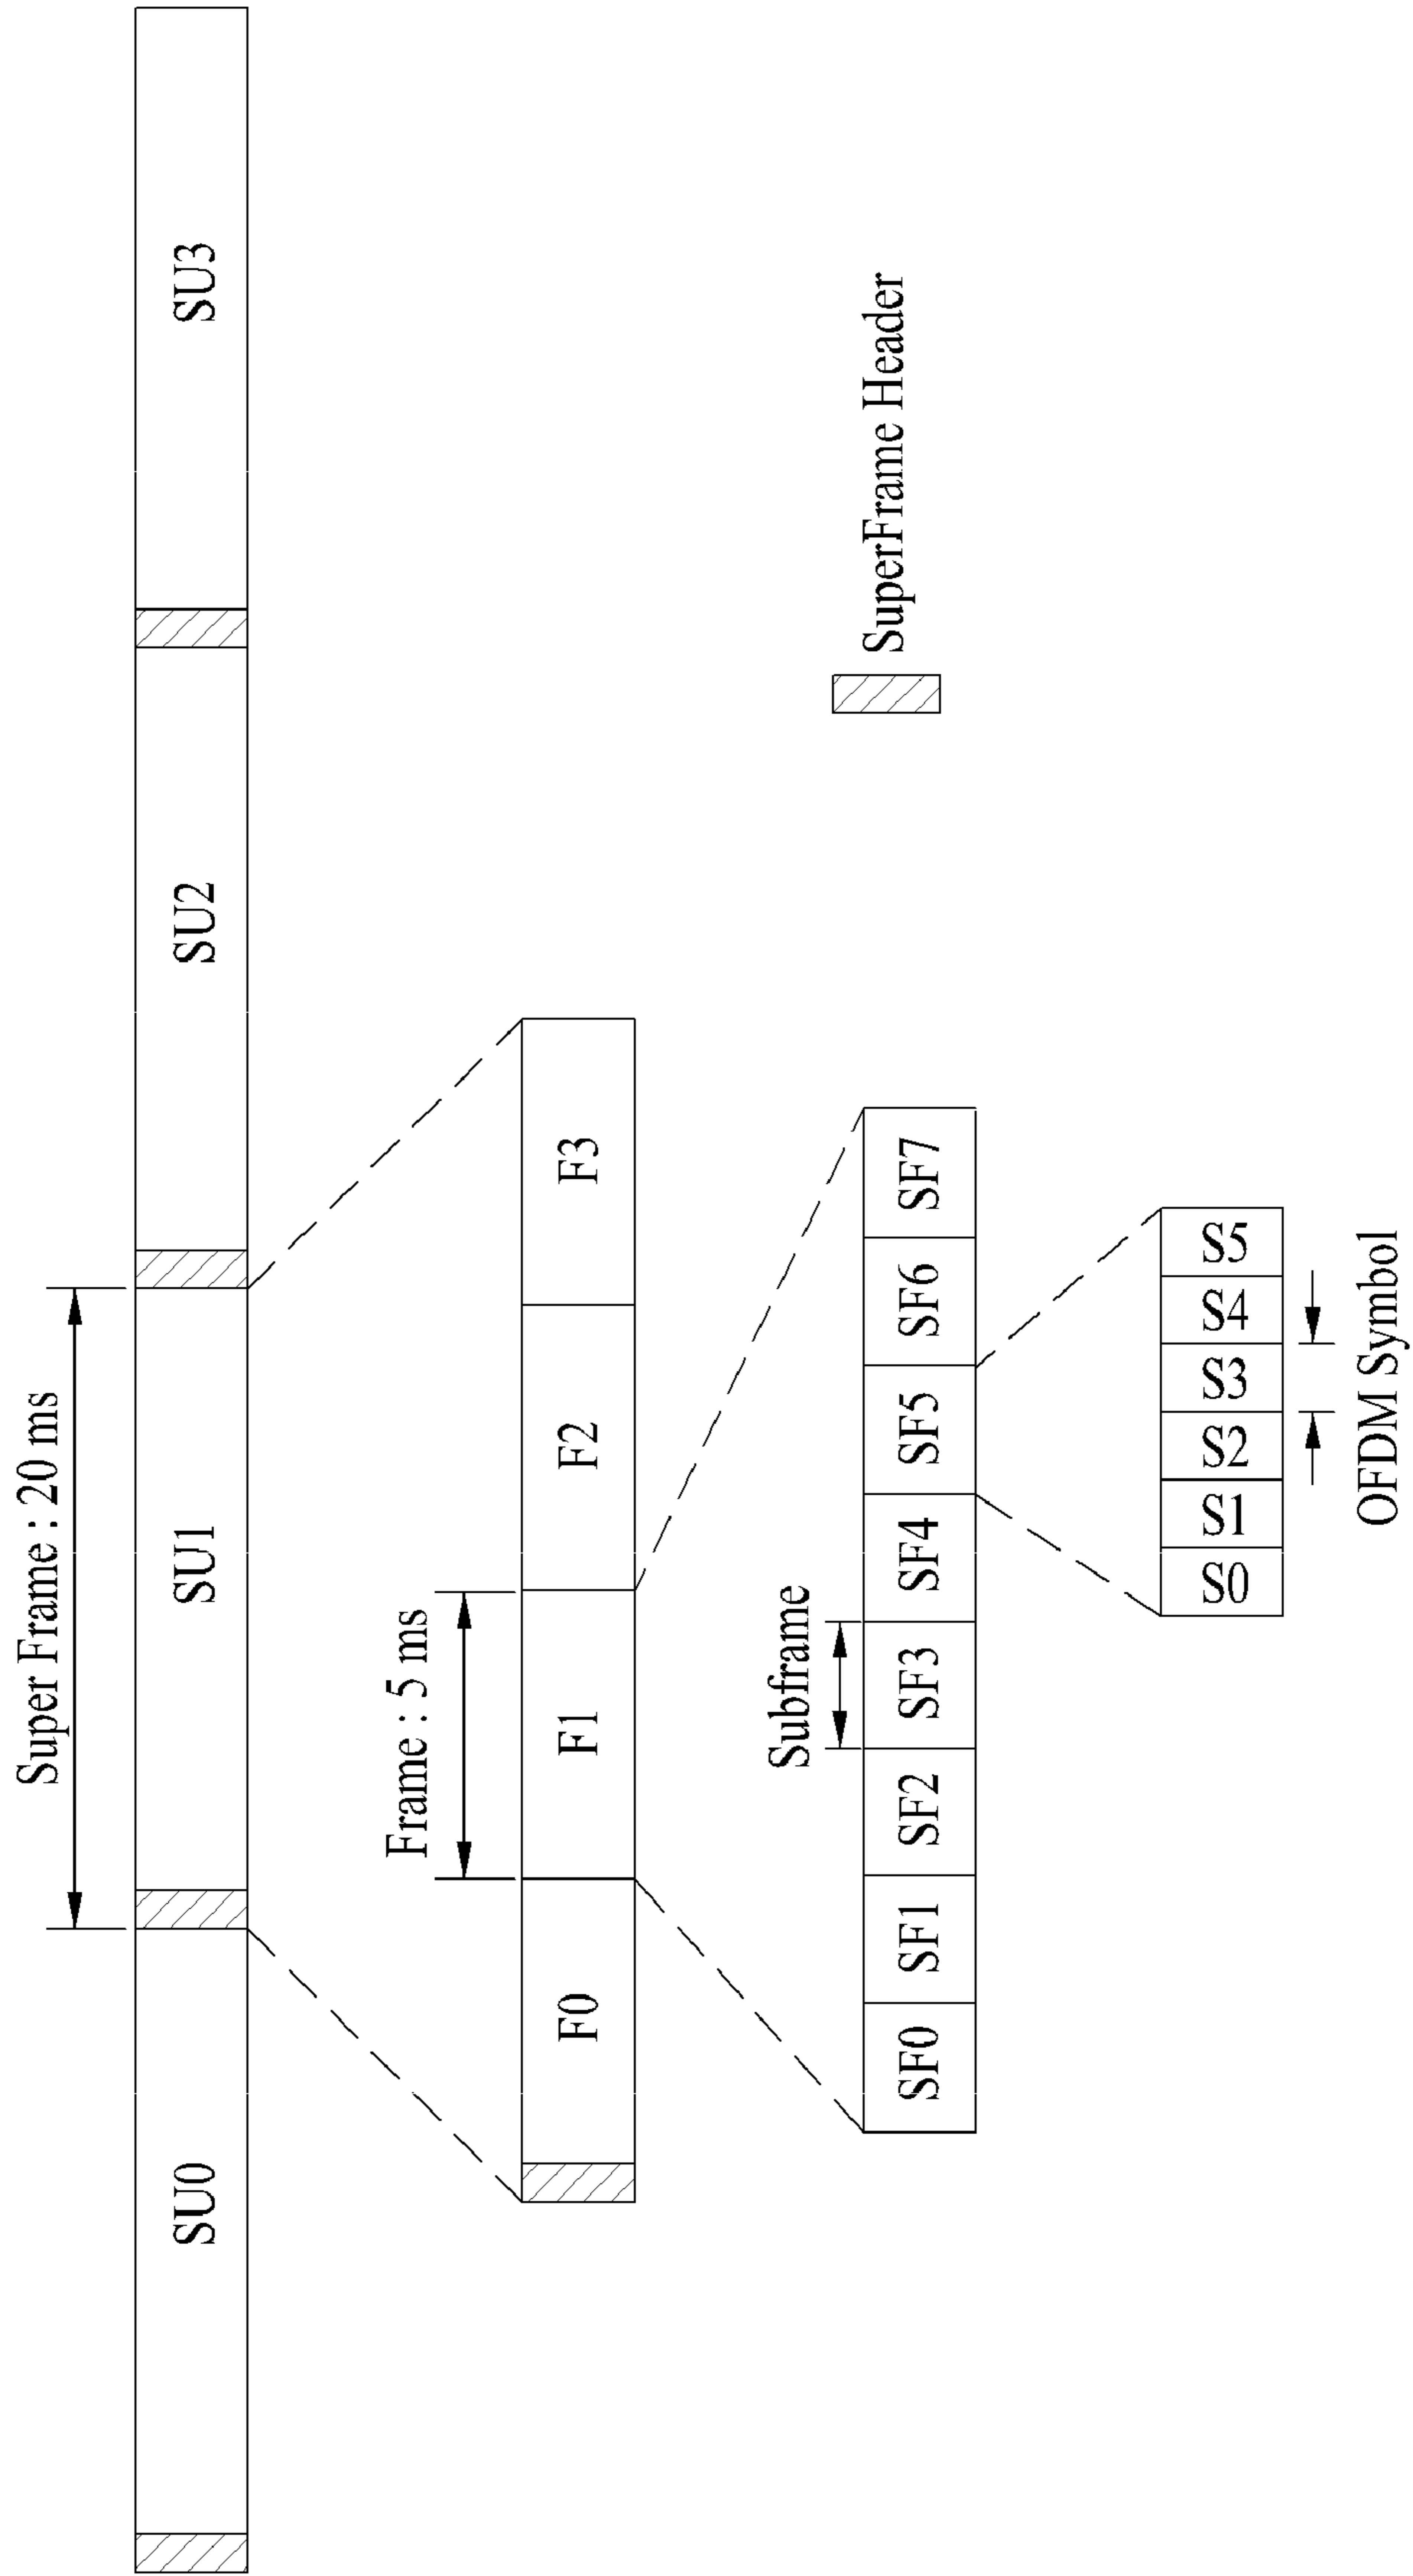 Super Frame : 20 ms
SU0
SU1
SU2
SU3
Frame : 5 ms
F0
F1
F2
F3
Subframe
SF0
SF1
SF2
SF3
SF4
SF5
SF6
SF7
SuperFrame Header
S0
S1
S2
S3
S4
S5
OFDM Symbol